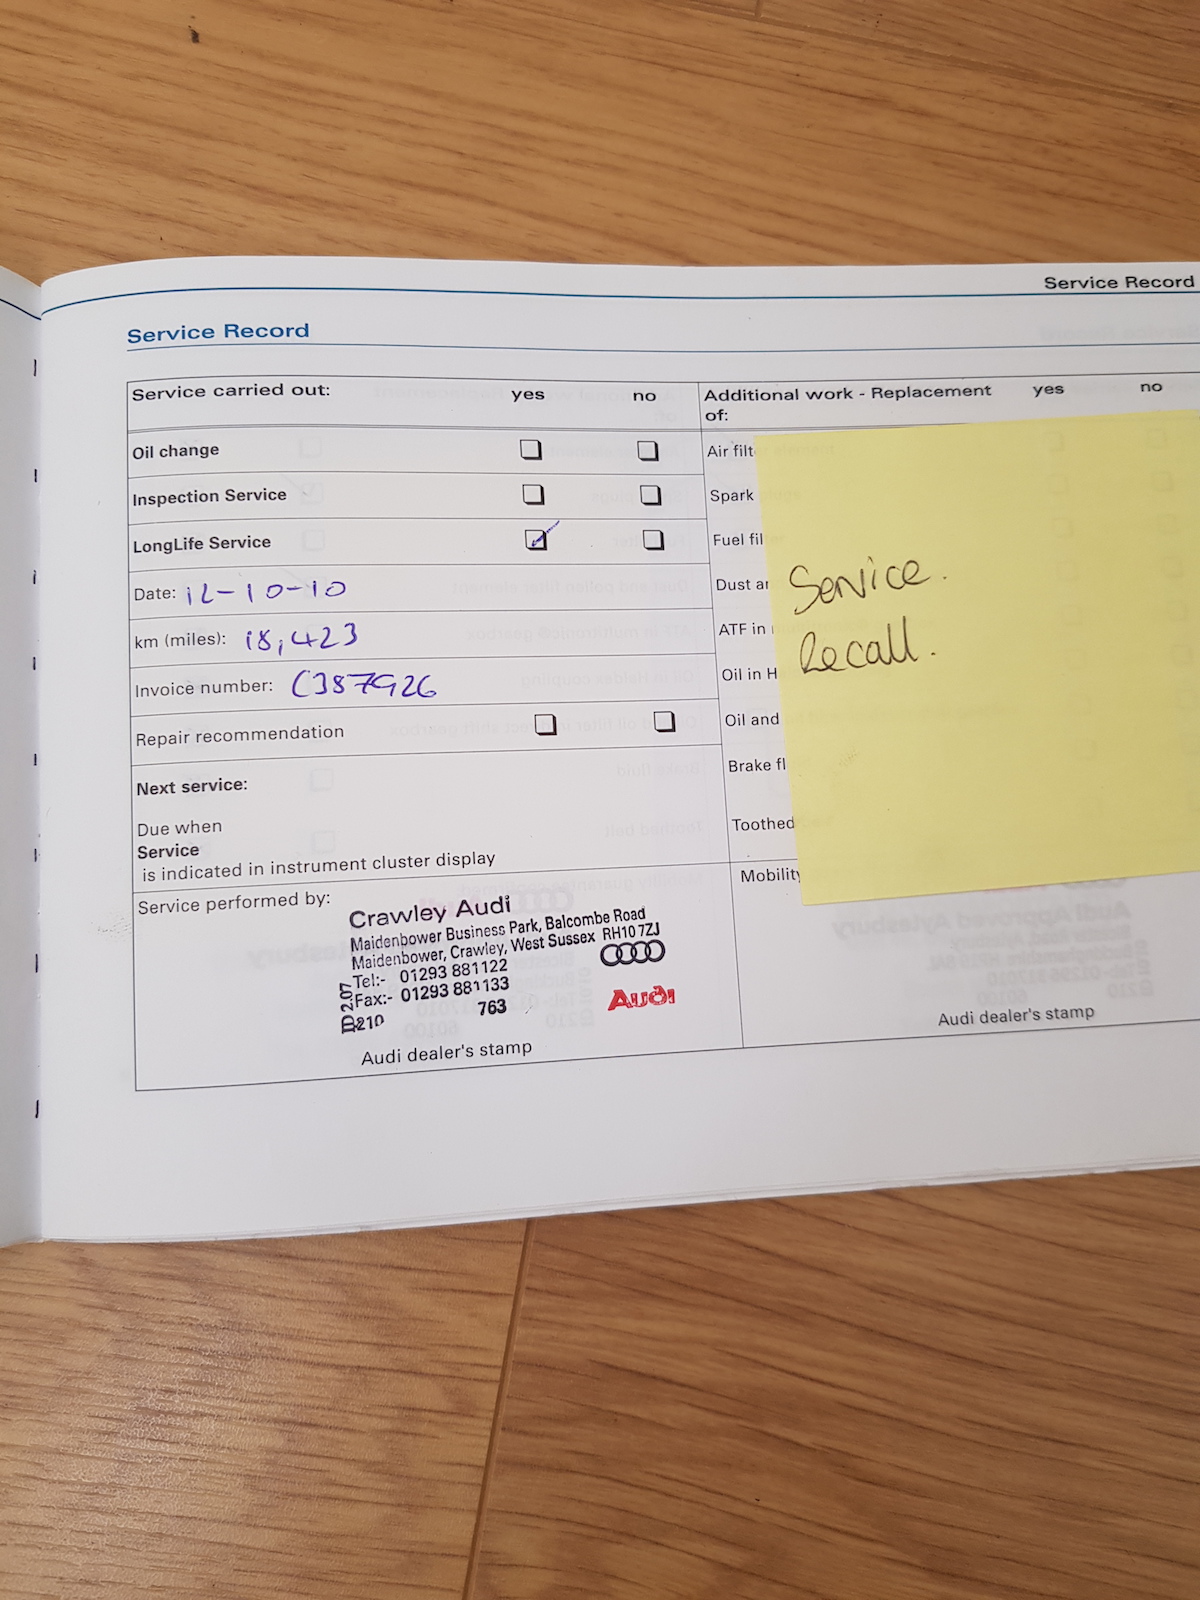 Service Record
Service Record
Service carried out: yes no
Oil change
Inspection Service
LongLife Service
Date: 12-10-10
km (miles): 18,423
Invoice number: C387926
Repair recommendation
Next service:
Due when
Service
is indicated in instrument cluster display
Service performed by:
Crawley Audi
Maidenbower Business Park, Balcombe Road
Maidenbower, Crawley, West Sussex RH10 7ZJ
Tel:- 01293 881122
Fax:- 01293 881133
210 763
Audi
Audi dealer's stamp
Additional work - Replacement yes no
of:
Air filt
Spark
Fuel fil
Dust a
ATF in
Oil in H
Oil and
Brake fl
Toothed
Mobility
Audi dealer's stamp
Service.
Recall.